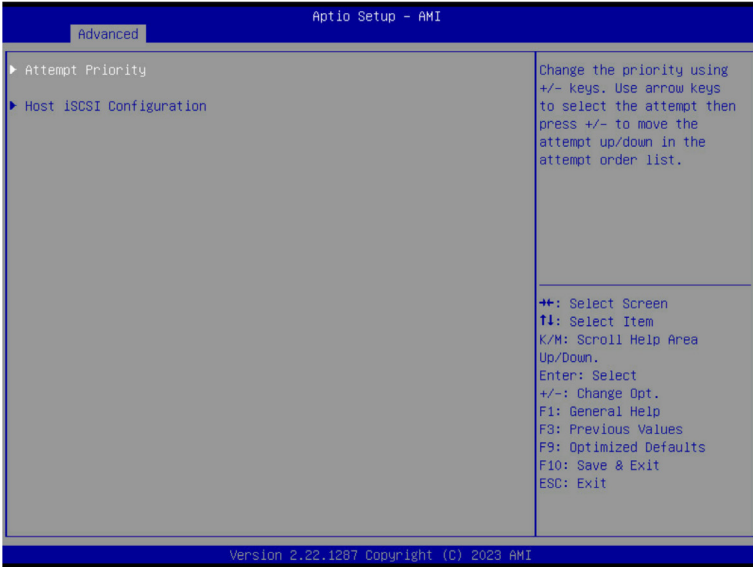 Aptio Setup – AMI
Advanced
▶ Attempt Priority
▶ Host iSCSI Configuration
Change the priority using
+/- keys. Use arrow keys
to select the attempt then
press +/- to move the
attempt up/down in the
attempt order list.
→←: Select Screen
↑↓: Select Item
K/M: Scroll Help Area
Up/Down.
Enter: Select
+/-: Change Opt.
F1: General Help
F3: Previous Values
F9: Optimized Defaults
F10: Save & Exit
ESC: Exit
Version 2.22.1287 Copyright (C) 2023 AMI